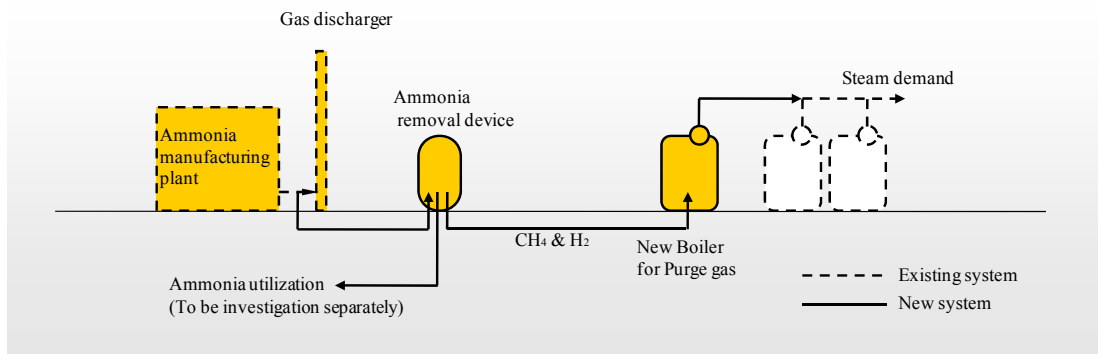 Gas discharger
Steam demand
Ammonia
removal device
Ammonia
manufacturing
plant
CH₄ & H₂
New Boiler
for Purge gas
Ammonia utilization
(To be investigation separately)
Existing system
New system